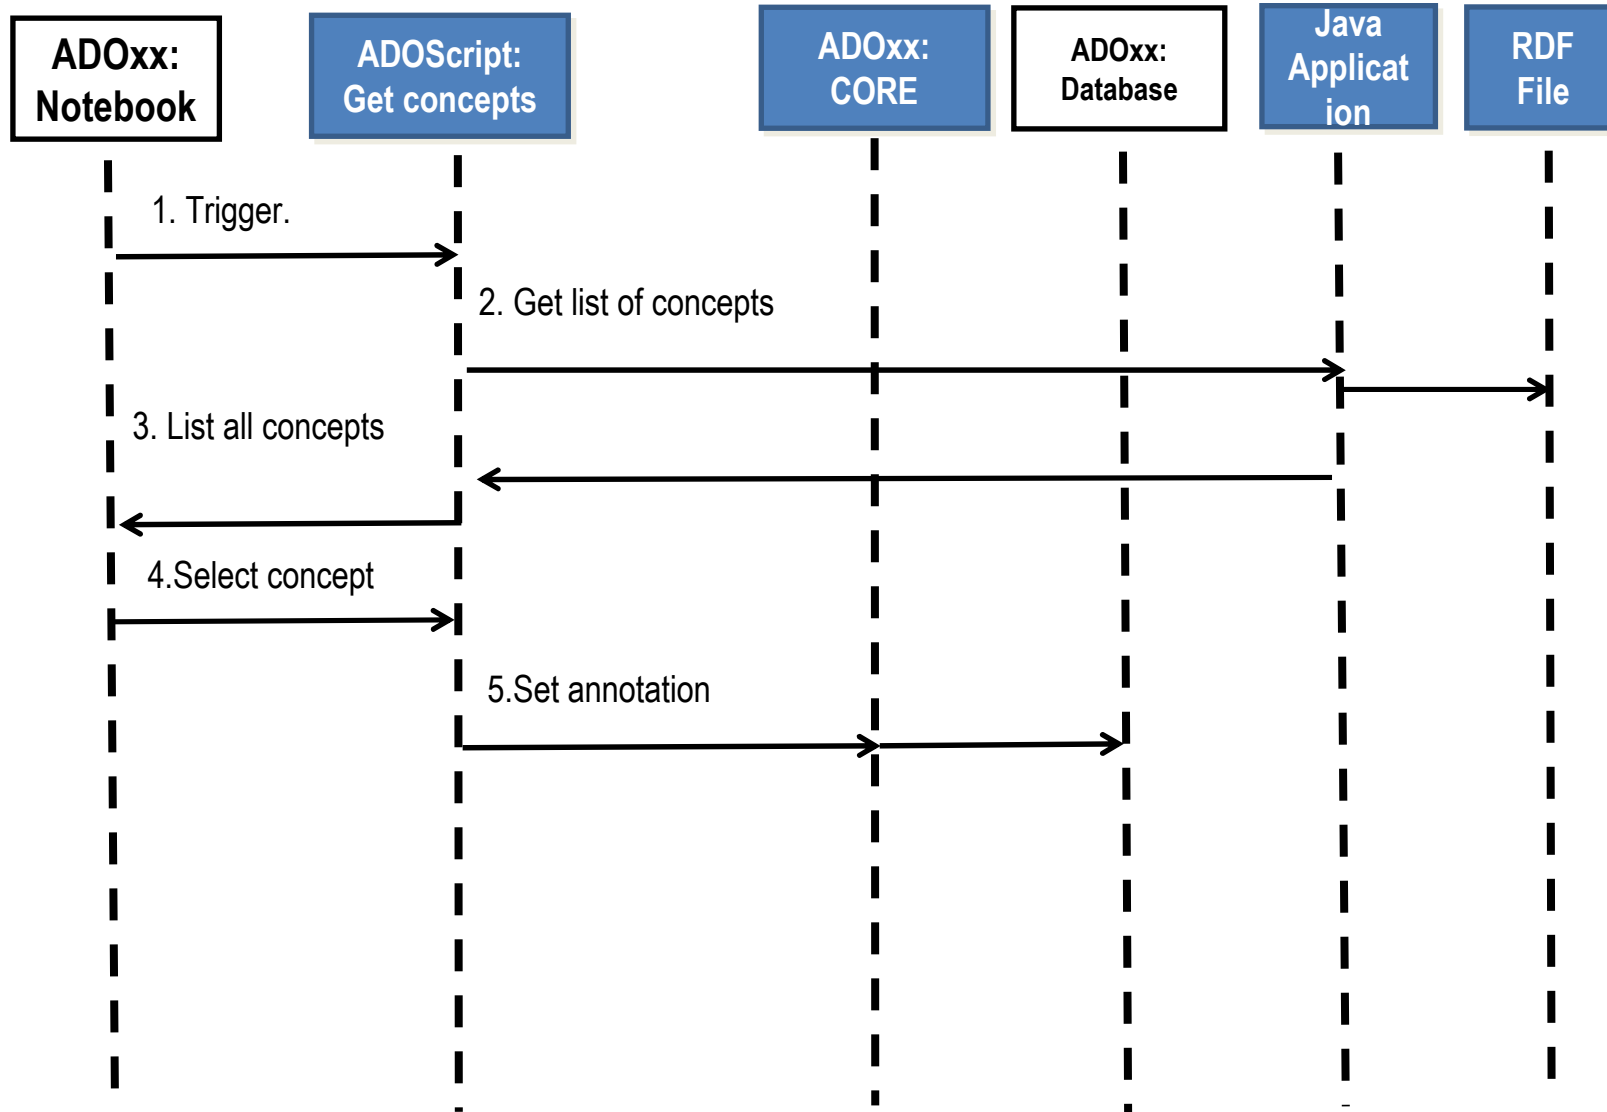 ADOxx:
Notebook
ADOScript:
Get concepts
ADOxx:
CORE
ADOxx:
Database
Java
Applicat
ion
RDF
File
1. Trigger.
2. Get list of concepts
3. List all concepts
4.Select concept
5.Set annotation